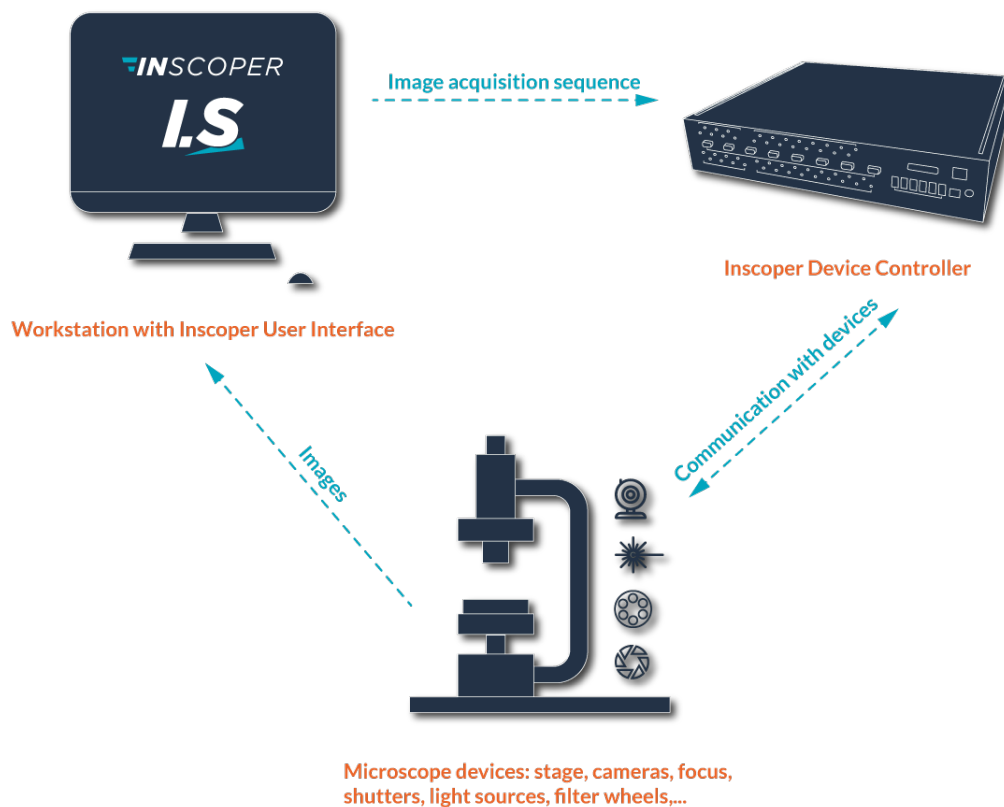 INSCOPER
I.S
Image acquisition sequence
Inscoper Device Controller
Workstation with Inscoper User Interface
Communication with devices
Images
Microscope devices: stage, cameras, focus,
shutters, light sources, filter wheels,...